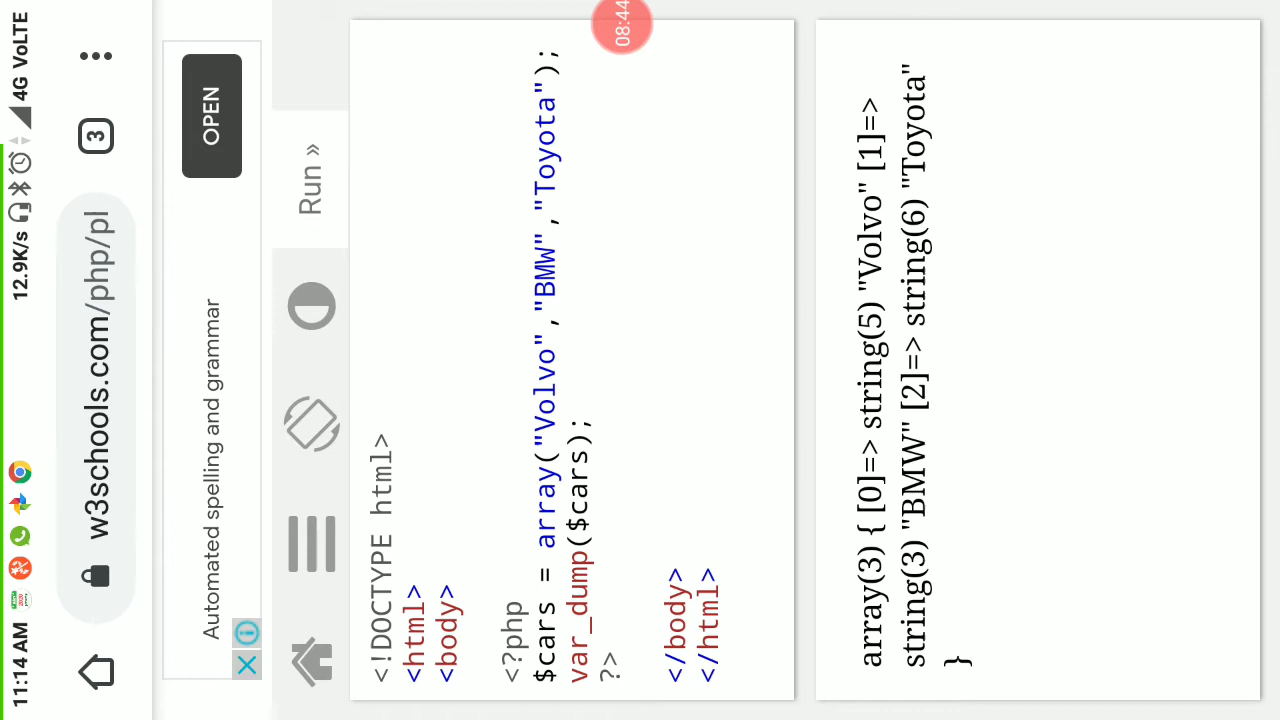 11:14 AM
12.9K/s
4G VoLTE
w3schools.com/php/pl
3
Automated spelling and grammar
OPEN
Run »
<!DOCTYPE html>
<html>
<body>
<?php
$cars = array("Volvo","BMW","Toyota");
var_dump($cars);
?>
</body>
</html>
08:44
array(3) { [0]=> string(5) "Volvo" [1]=>
string(3) "BMW" [2]=> string(6) "Toyota"
}